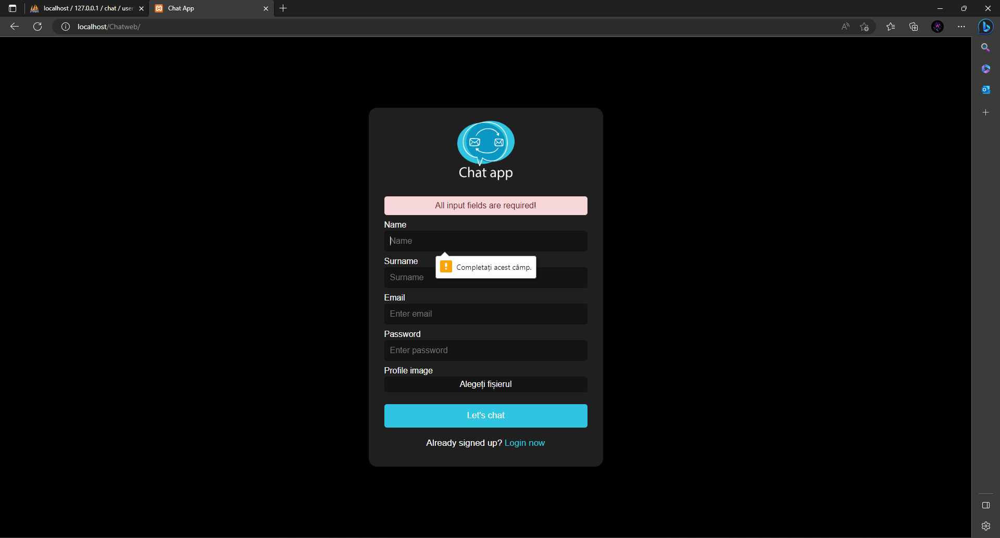 localhost / 127.0.0.1 / chat / user
Chat App
localhost/Chatweb/
Chat app
All input fields are required!
Name
Name
Surname
Completați acest câmp.
Surname
Email
Enter email
Password
Enter password
Profile image
Alegeți fișierul
Let's chat
Already signed up? Login now